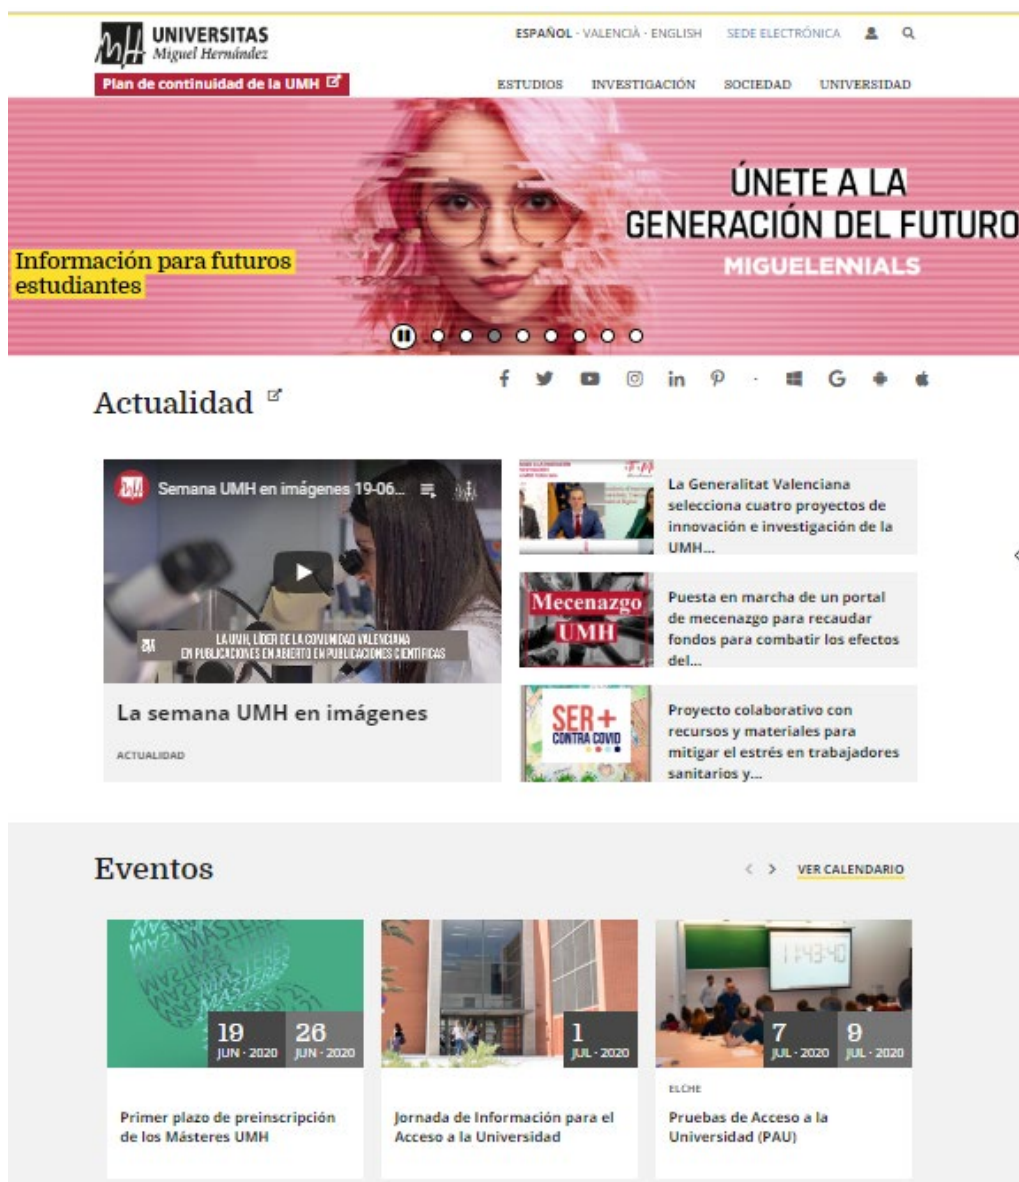 UNIVERSITAS
Miguel Hernández
ESPAÑOL · VALENCIÀ · ENGLISH
SEDE ELECTRÓNICA
Plan de continuidad de la UMH
ESTUDIOS
INVESTIGACIÓN
SOCIEDAD
UNIVERSIDAD
ÚNETE A LA
GENERACIÓN DEL FUTURO
MIGUELENNIALS
Información para futuros
estudiantes
Actualidad
Semana UMH en imágenes 19-06...
LA UMH, LÍDER DE LA COMUNIDAD VALENCIANA
EN PUBLICACIONES EN ABIERTO EN PUBLICACIONES CIENTÍFICAS
La semana UMH en imágenes
ACTUALIDAD
La Generalitat Valenciana
selecciona cuatro proyectos de
innovación e investigación de la
UMH...
Mecenazgo
UMH
Puesta en marcha de un portal
de mecenazgo para recaudar
fondos para combatir los efectos
del...
SER+
CONTRA COVID
Proyecto colaborativo con
recursos y materiales para
mitigar el estrés en trabajadores
sanitarios y...
Eventos
VER CALENDARIO
MÁSTERES
19
JUN · 2020
26
JUN · 2020
Primer plazo de preinscripción
de los Másteres UMH
1
JUL · 2020
Jornada de Información para el
Acceso a la Universidad
11:43:40
7
JUL · 2020
9
JUL · 2020
ELCHE
Pruebas de Acceso a la
Universidad (PAU)